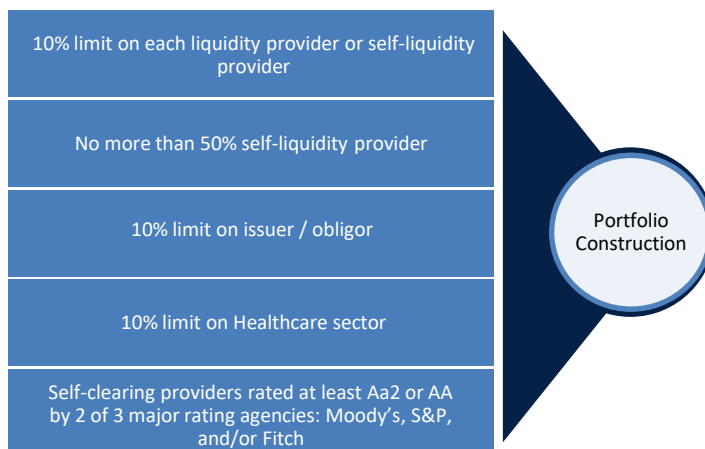 10% limit on each liquidity provider or self-liquidity
provider
No more than 50% self-liquidity provider
10% limit on issuer / obligor
10% limit on Healthcare sector
Self-clearing providers rated at least Aa2 or AA
by 2 of 3 major rating agencies: Moody’s, S&P,
and/or Fitch
Portfolio
Construction